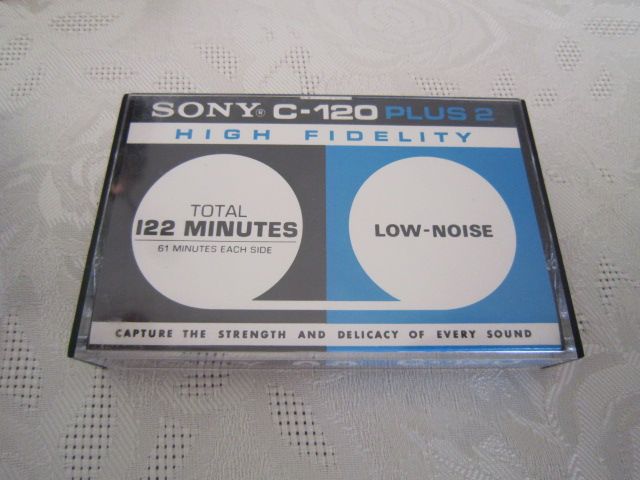 SONY® C-120 PLUS 2
HIGH FIDELITY
TOTAL
122 MINUTES
61 MINUTES EACH SIDE
LOW-NOISE
CAPTURE THE STRENGTH AND DELICACY OF EVERY SOUND